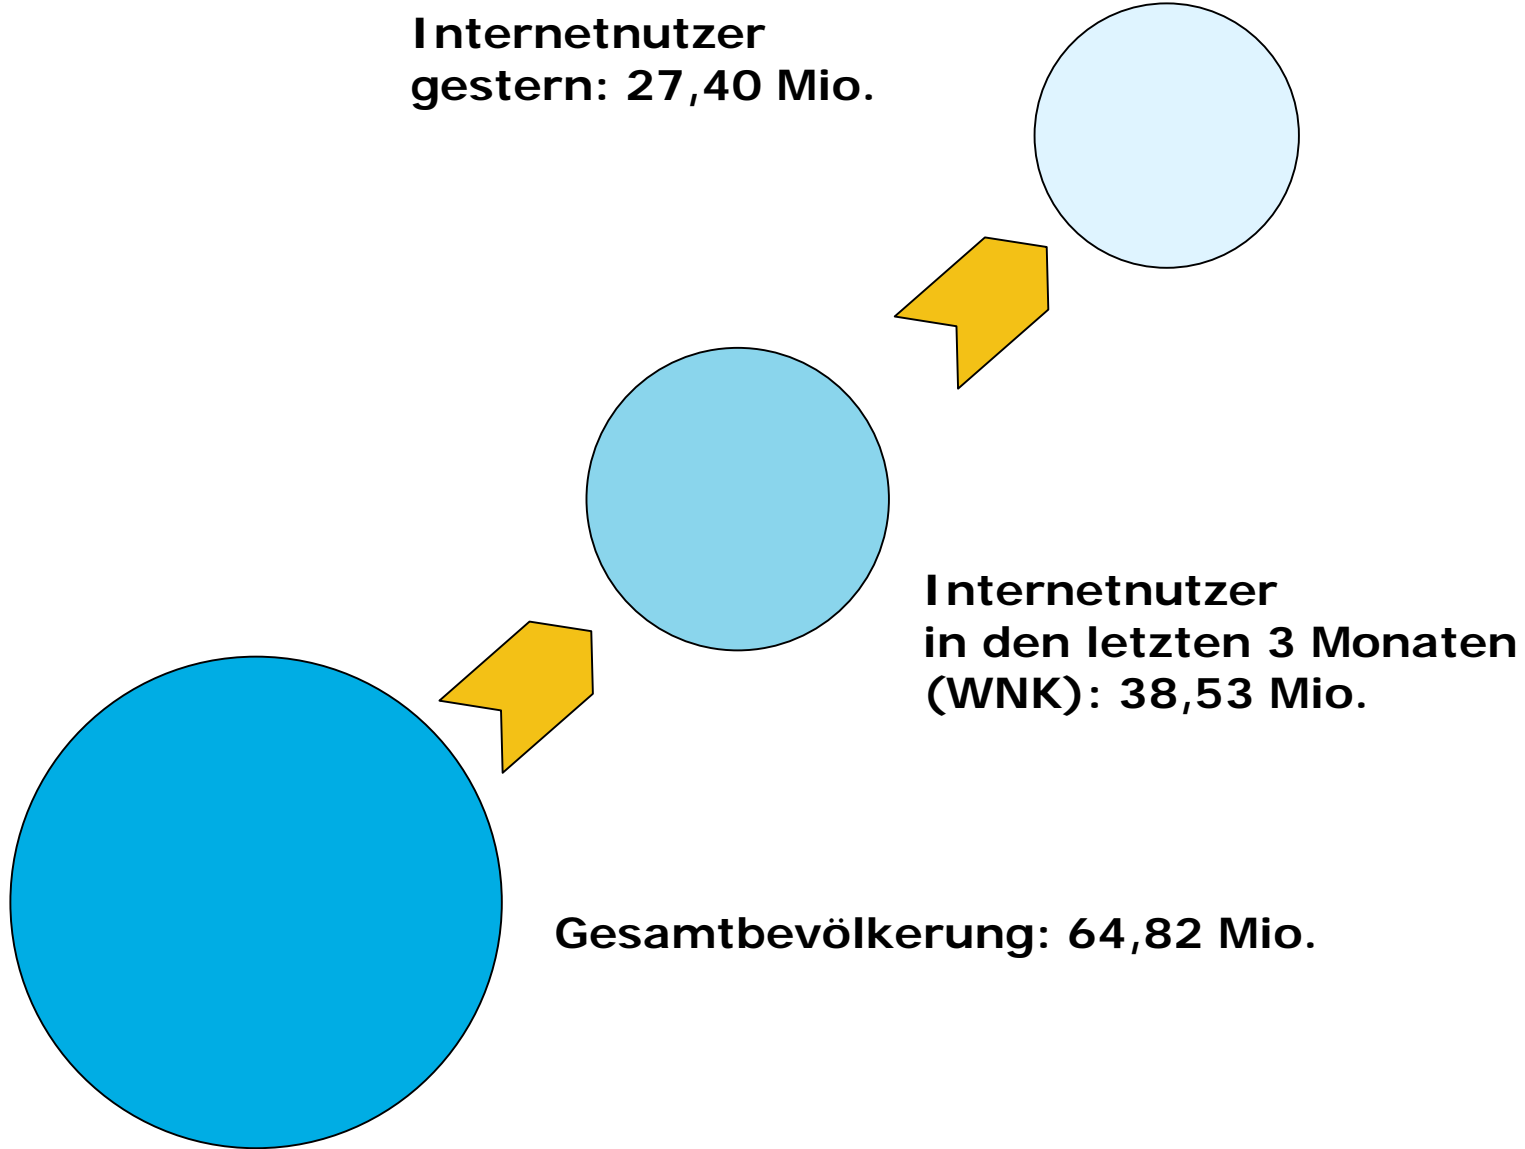 Internetnutzer
gestern: 27,40 Mio.
Internetnutzer
in den letzten 3 Monaten
(WNK): 38,53 Mio.
Gesamtbevölkerung: 64,82 Mio.